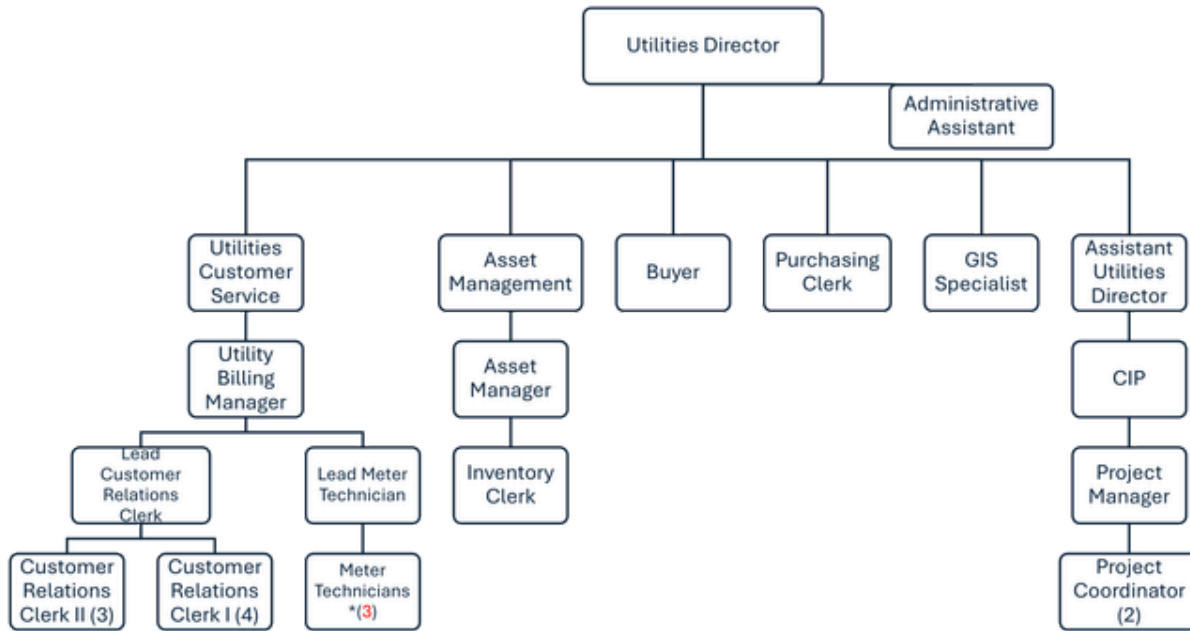 Utilities Director
Administrative
Assistant
Utilities
Customer
Service
Asset
Management
Buyer
Purchasing
Clerk
GIS
Specialist
Assistant
Utilities
Director
Utility
Billing
Manager
Asset
Manager
CIP
Lead
Customer
Relations
Clerk
Lead Meter
Technician
Inventory
Clerk
Project
Manager
Customer
Relations
Clerk II (3)
Customer
Relations
Clerk I (4)
Meter
Technicians
*(3)
Project
Coordinator
(2)